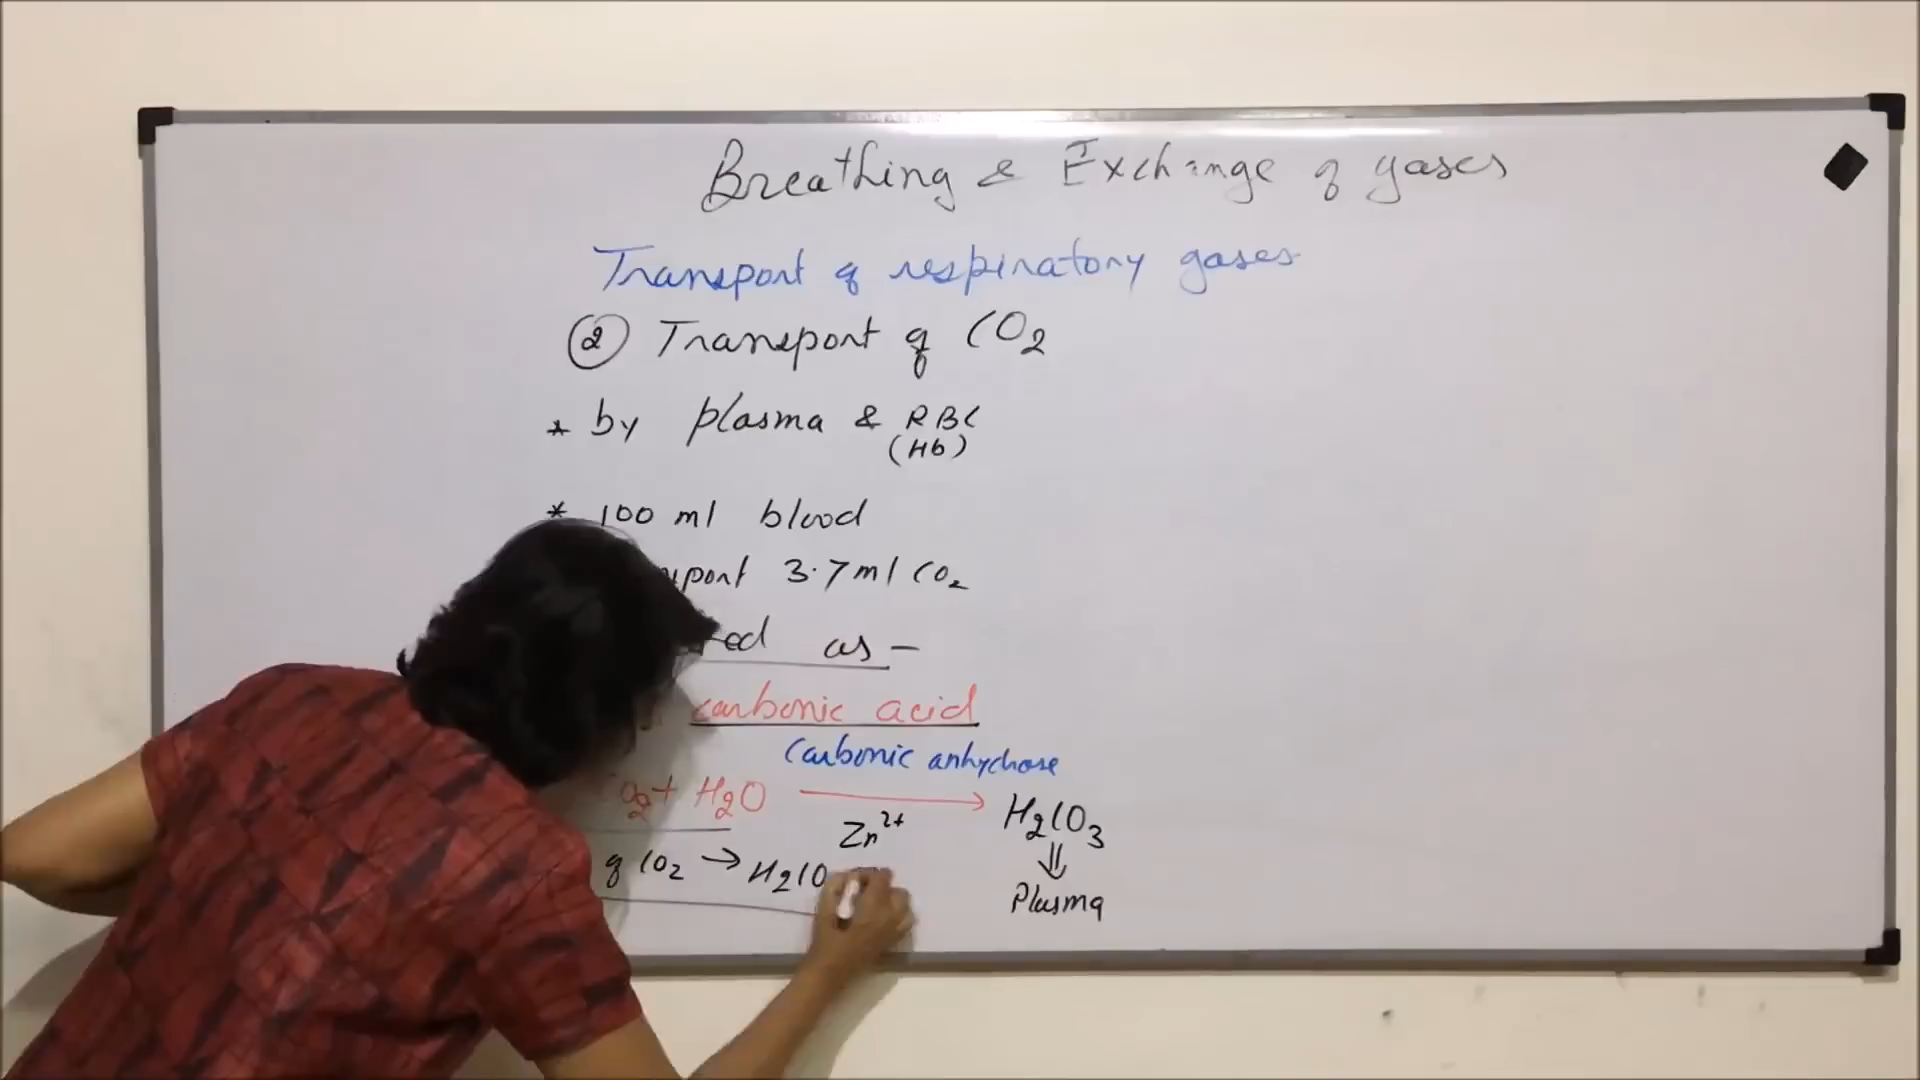 Breathing & Exchange of gases
Transport of respiratory gases
② Transport of CO2
* by plasma & RBC
(Hb)
* 100 ml blood
3.7 ml CO2
as –
carbonic acid
Carbonic anhydrase
+ H2O → H2CO3
Zn2+
⇓
of CO2 → H2CO
Plasma